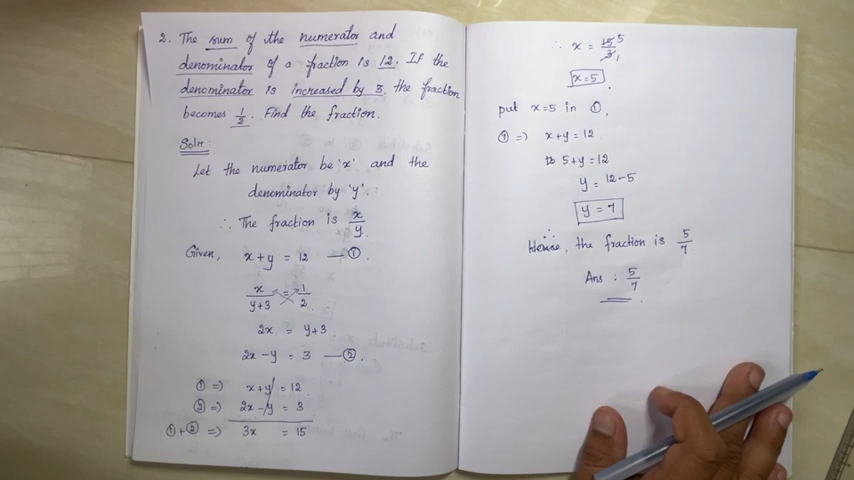 2. The sum of the numerator and
denominator of a fraction is 12. If the
denominator is increased by 3, the fraction
becomes 1/2. Find the fraction.
Soln:
Let the numerator be 'x' and the
denominator by 'y'.
∴ The fraction is x/y.
Given, x+y = 12 —①.
x/(y+3) = 1/2
2x = y+3
2x-y = 3 —②.
① => x+y = 12
② => 2x-y = 3
①+② => 3x = 15
∴ x = 15/3 5 1
x=5
put x=5 in ①,
① => x+y = 12
5+y = 12
y = 12-5
y = 7
∴ Hence, the fraction is 5/7
Ans : 5/7